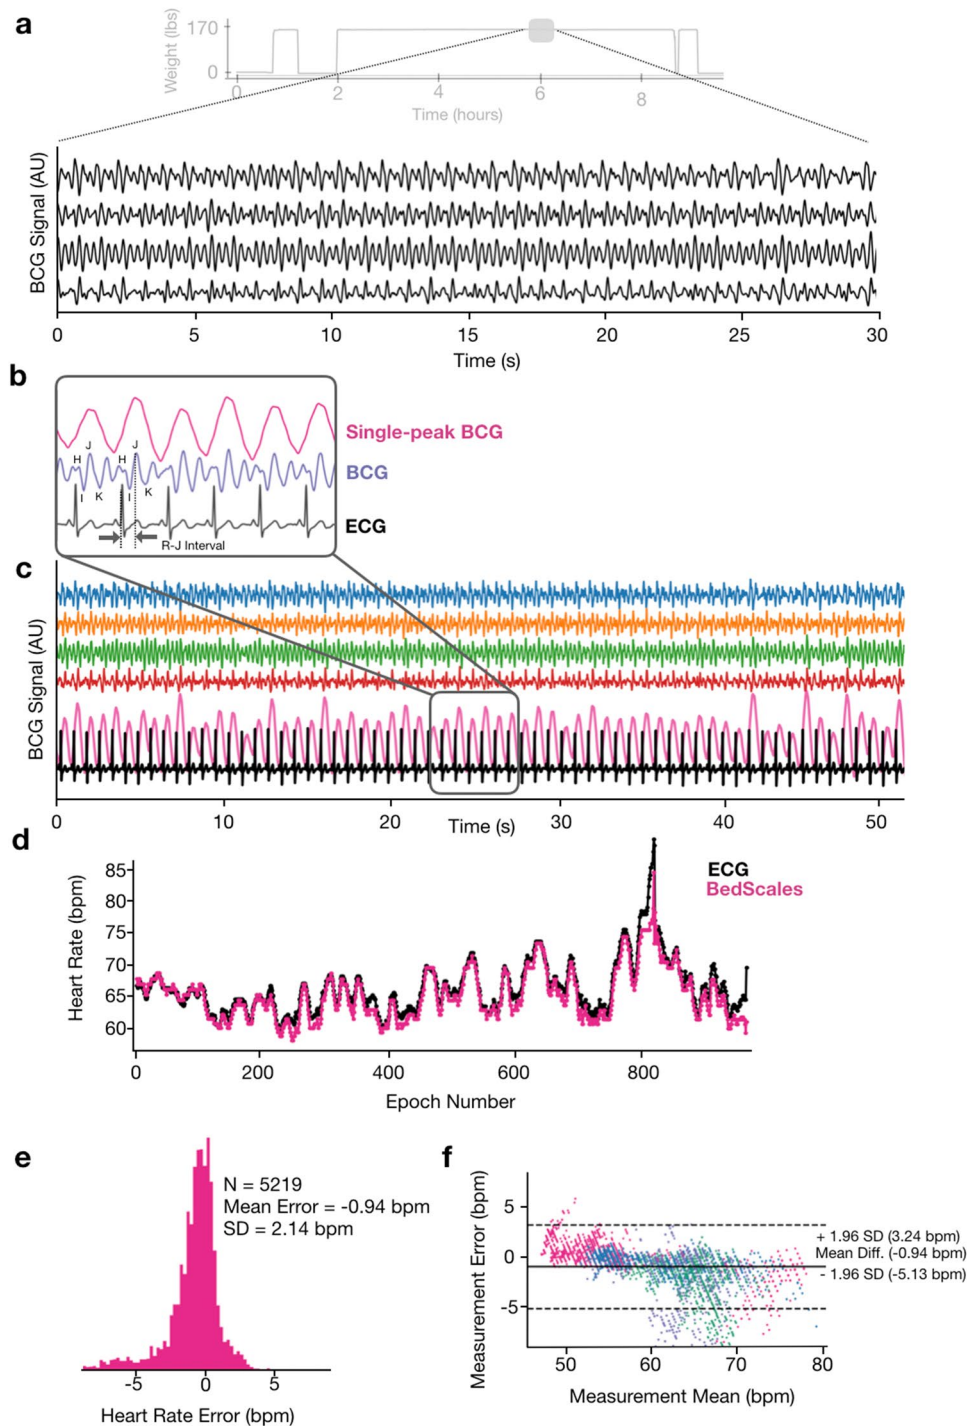 a
Weight (lbs)
170
0
0 2 4 6 8
Time (hours)
BCG Signal (AU)
0 5 10 15 20 25 30
Time (s)
b
Single-peak BCG
BCG
ECG
H J H J
I K I K
R-J Interval
c
BCG Signal (AU)
0 10 20 30 40 50
Time (s)
d
Heart Rate (bpm)
85
80
75
70
65
60
ECG
BedScales
0 200 400 600 800
Epoch Number
e
N = 5219
Mean Error = -0.94 bpm
SD = 2.14 bpm
-5 0 5
Heart Rate Error (bpm)
f
Measurement Error (bpm)
5
0
-5
+ 1.96 SD (3.24 bpm)
Mean Diff. (-0.94 bpm)
- 1.96 SD (-5.13 bpm)
50 60 70 80
Measurement Mean (bpm)